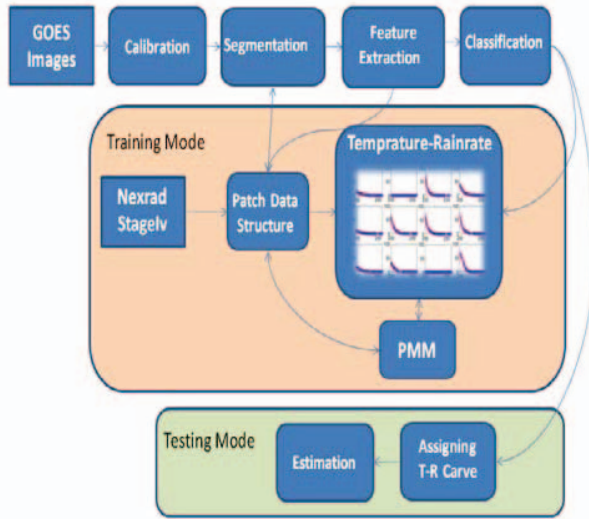 GOES
Images
Calibration
Segmentation
Feature
Extraction
Classification
Training Mode
Temprature-Rainrate
Nexrad
StageIv
Patch Data
Structure
PMM
Testing Mode
Estimation
Assigning
T-R Carve